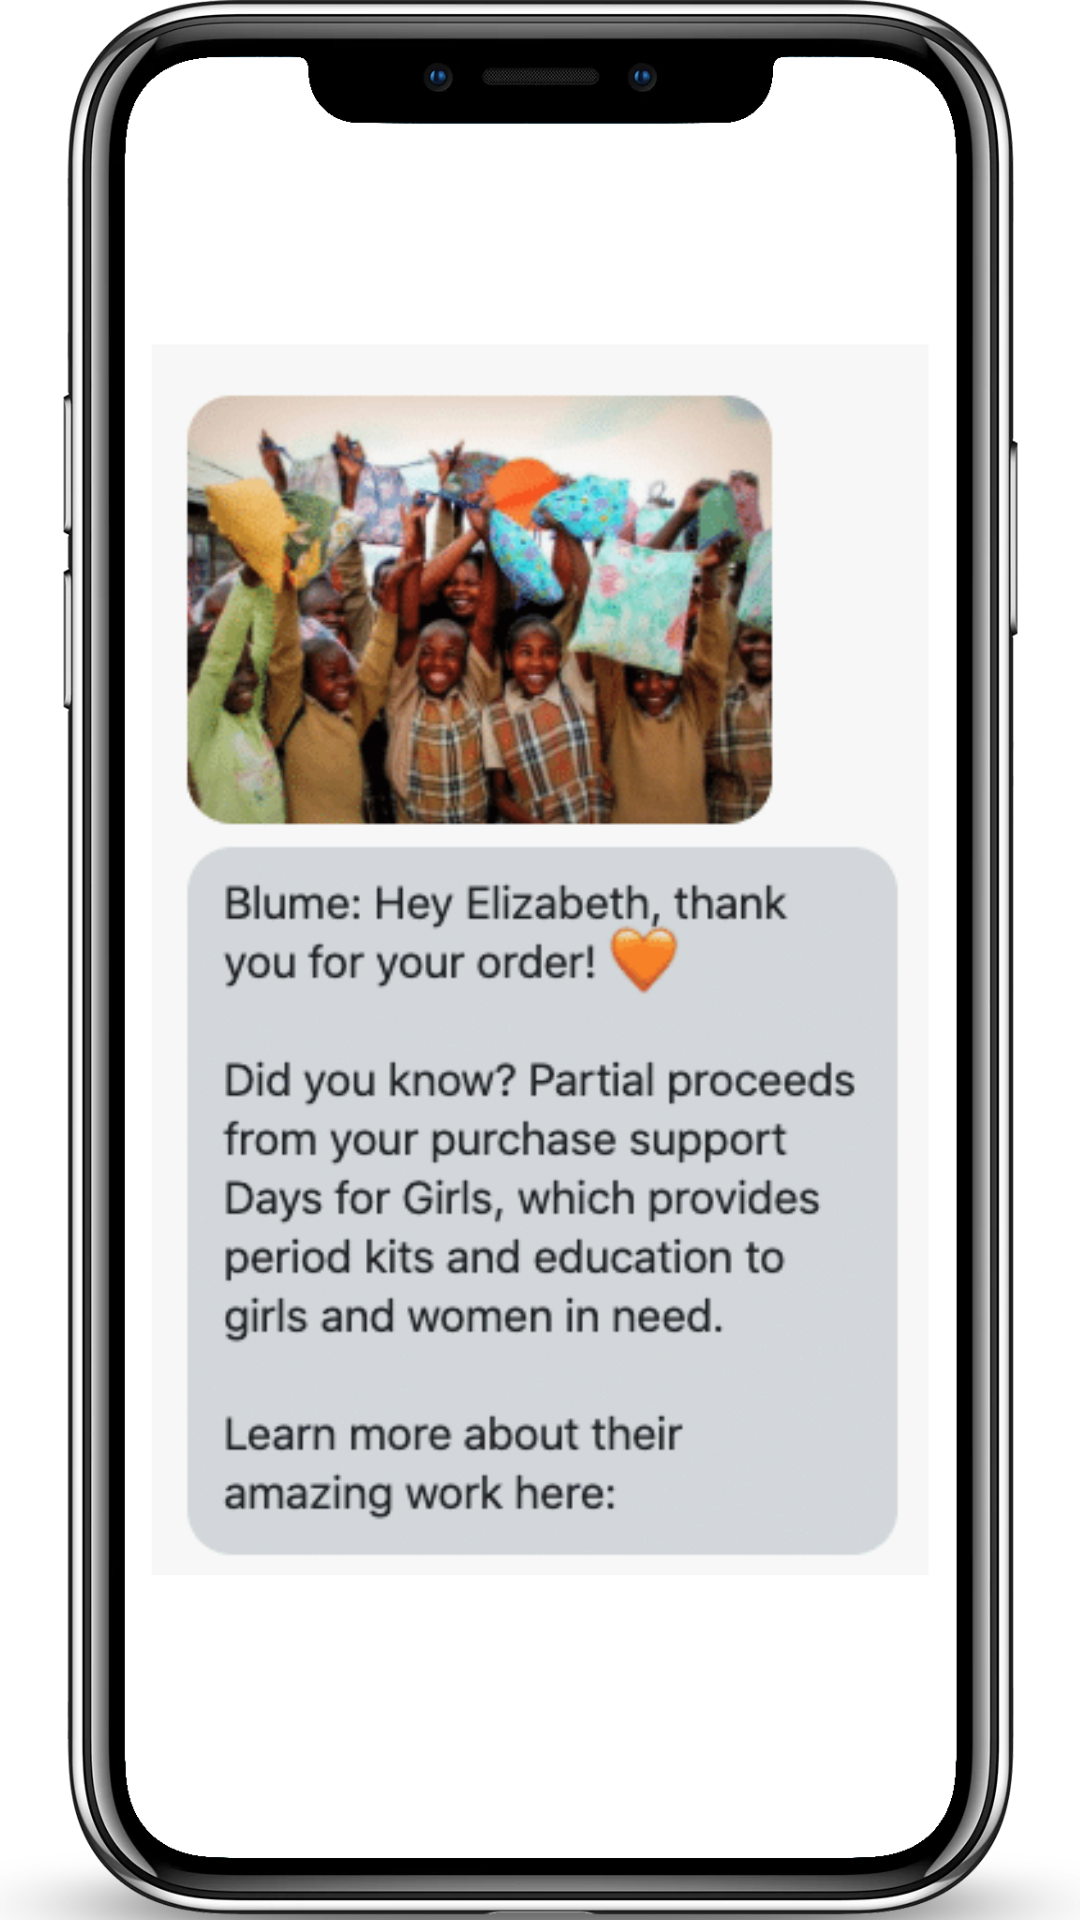 Blume: Hey Elizabeth, thank
you for your order! 🧡
Did you know? Partial proceeds
from your purchase support
Days for Girls, which provides
period kits and education to
girls and women in need.
Learn more about their
amazing work here: